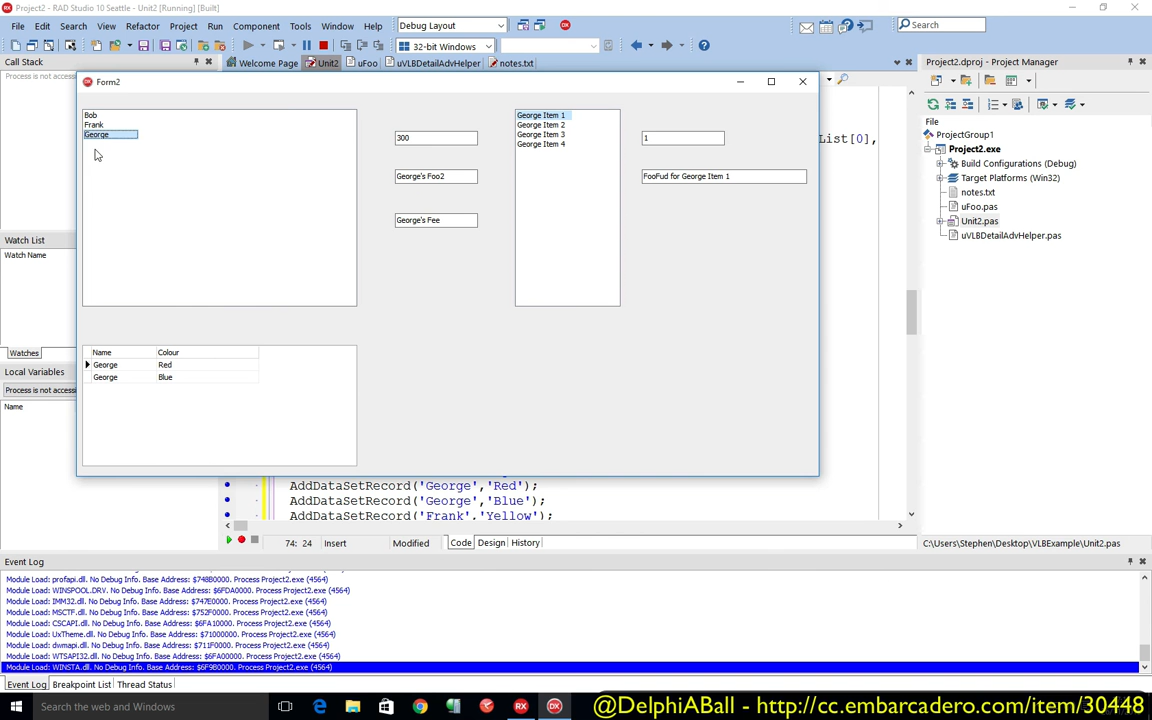 Project2 - RAD Studio 10 Seattle - Unit2 [Running] [Built]
File Edit Search View Refactor Project Run Component Tools Window Help
Debug Layout
Search
32-bit Windows
Call Stack
Welcome Page Unit2 uFoo uVLBDetailAdvHelper notes.txt
Project2.dproj - Project Manager
Process is not acces
Form2
Bob
Frank
George
300
George's Foo2
George's Fee
George Item 1
George Item 2
George Item 3
George Item 4
1
FooFud for George Item 1
Name Colour
George Red
George Blue
List[0],
Watch List
Watch Name
Watches
Local Variables
Process is not accessi
Name
File
ProjectGroup1
Project2.exe
Build Configurations (Debug)
Target Platforms (Win32)
notes.txt
uFoo.pas
Unit2.pas
uVLBDetailAdvHelper.pas
AddDataSetRecord('George','Red');
AddDataSetRecord('George','Blue');
AddDataSetRecord('Frank','Yellow');
74: 24 Insert Modified Code Design History
C:\Users\Stephen\Desktop\VLBExample\Unit2.pas
Event Log
Module Load: profapi.dll. No Debug Info. Base Address: $748B0000. Process Project2.exe (4564)
Module Load: WINSPOOL.DRV. No Debug Info. Base Address: $6FDA0000. Process Project2.exe (4564)
Module Load: IMM32.dll. No Debug Info. Base Address: $747E0000. Process Project2.exe (4564)
Module Load: MSCTF.dll. No Debug Info. Base Address: $752F0000. Process Project2.exe (4564)
Module Load: CSCAPI.dll. No Debug Info. Base Address: $6FA10000. Process Project2.exe (4564)
Module Load: UxTheme.dll. No Debug Info. Base Address: $71000000. Process Project2.exe (4564)
Module Load: dwmapi.dll. No Debug Info. Base Address: $711F0000. Process Project2.exe (4564)
Module Load: WTSAPI32.dll. No Debug Info. Base Address: $6FA00000. Process Project2.exe (4564)
Module Load: WINSTA.dll. No Debug Info. Base Address: $6F9B0000. Process Project2.exe (4564)
Event Log Breakpoint List Thread Status
Search the web and Windows
@DelphiABall - http://cc.embarcadero.com/item/30448